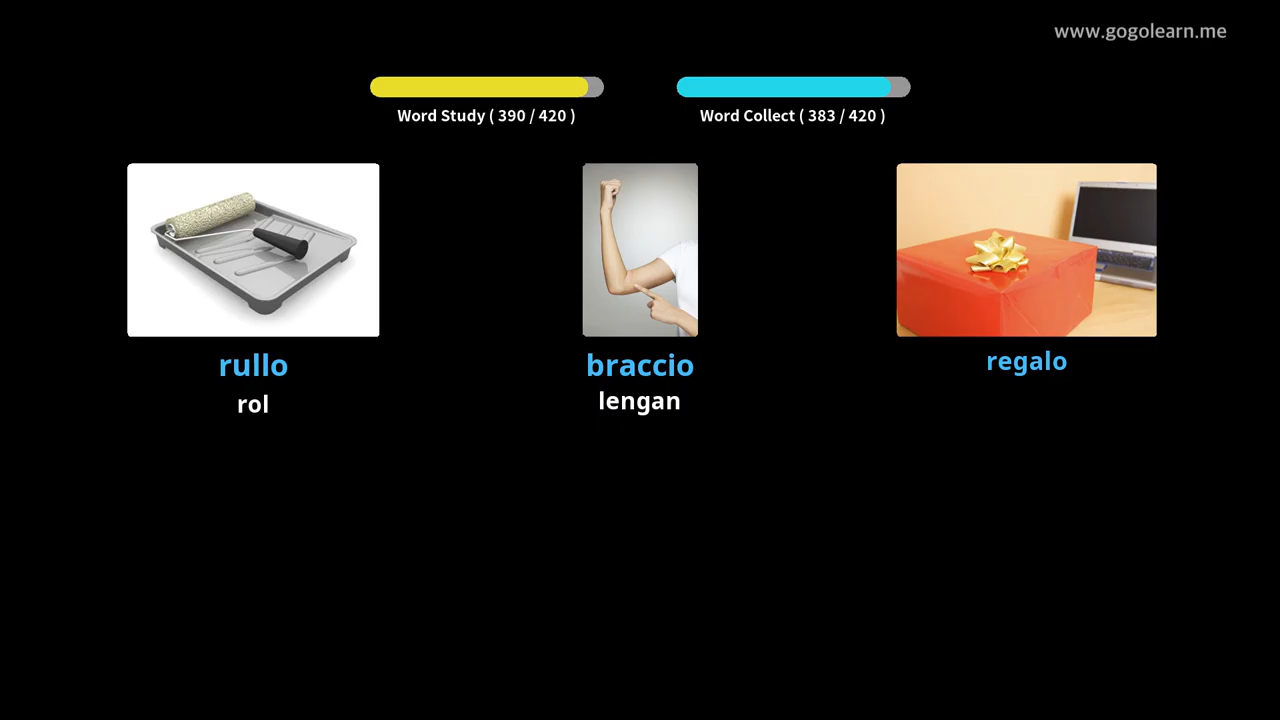 www.gogolearn.me
Word Study ( 390 / 420 )
Word Collect ( 383 / 420 )
rullo
braccio
regalo
rol
lengan